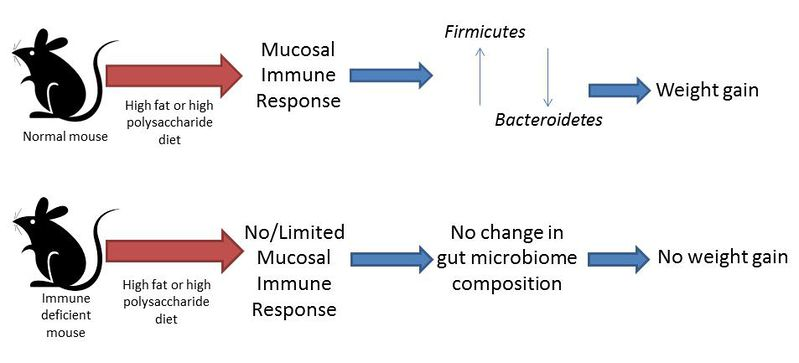 Firmicutes
Mucosal
Immune
Response
Weight gain
High fat or high
polysaccharide
diet
Bacteroidetes
Normal mouse
No/Limited
Mucosal
Immune
Response
No change in
gut microbiome
composition
No weight gain
High fat or high
polysaccharide
diet
Immune
deficient
mouse